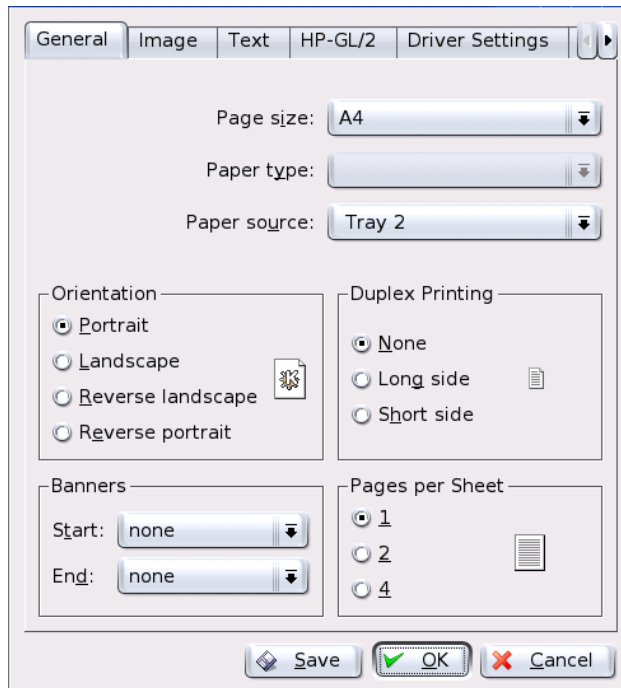 General Image Text HP-GL/2 Driver Settings
Page size: A4
Paper type:
Paper source: Tray 2
Orientation
Portrait
Landscape
Reverse landscape
Reverse portrait
Duplex Printing
None
Long side
Short side
Banners
Start: none
End: none
Pages per Sheet
1
2
4
Save OK Cancel